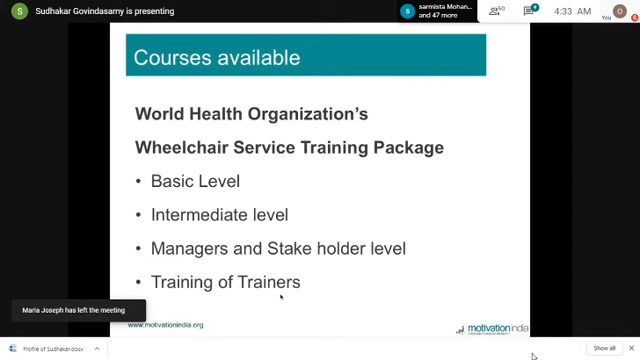 S Sudhakar Govindasamy is presenting
S sarmista Mohan...
and 47 more
50
9
4:33 AM
You
O
Courses available
World Health Organization's
Wheelchair Service Training Package
• Basic Level
• Intermediate level
• Managers and Stake holder level
• Training of Trainers
Maria Joseph has left the meeting
www.motivationindia.org
motivation india
Profile of Sudhakar.docx
Show all